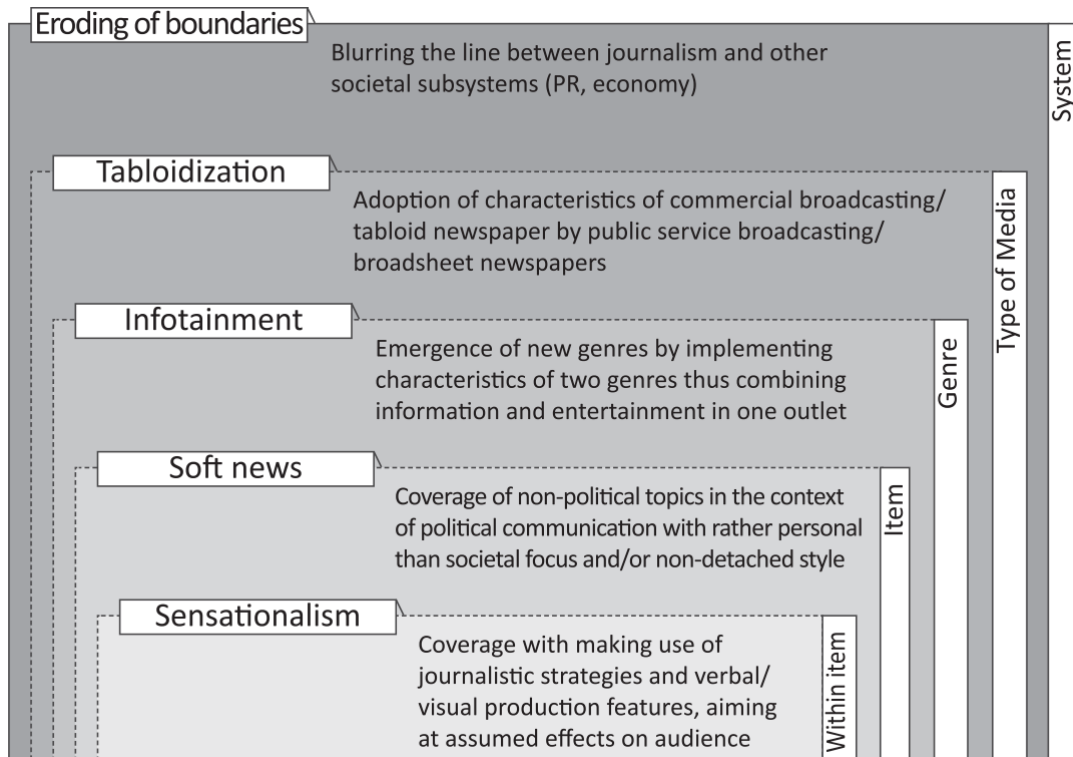 Eroding of boundaries
Blurring the line between journalism and other
societal subsystems (PR, economy)
System
Tabloidization
Adoption of characteristics of commercial broadcasting/
tabloid newspaper by public service broadcasting/
broadsheet newspapers
Type of Media
Infotainment
Emergence of new genres by implementing
characteristics of two genres thus combining
information and entertainment in one outlet
Genre
Soft news
Coverage of non-political topics in the context
of political communication with rather personal
than societal focus and/or non-detached style
Item
Sensationalism
Coverage with making use of
journalistic strategies and verbal/
visual production features, aiming
at assumed effects on audience
Within item